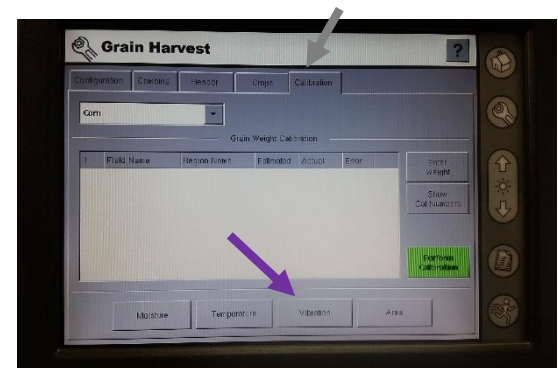 Grain Harvest
?
Configuration Combine Header Crops Calibration
Corn
Grain Weight Calibration
! Field Name Region Name Estimated Actual Error
Enter
Weight
Show
Cal Numbers
Perform
Calibration
Moisture Temperature Vibration Area